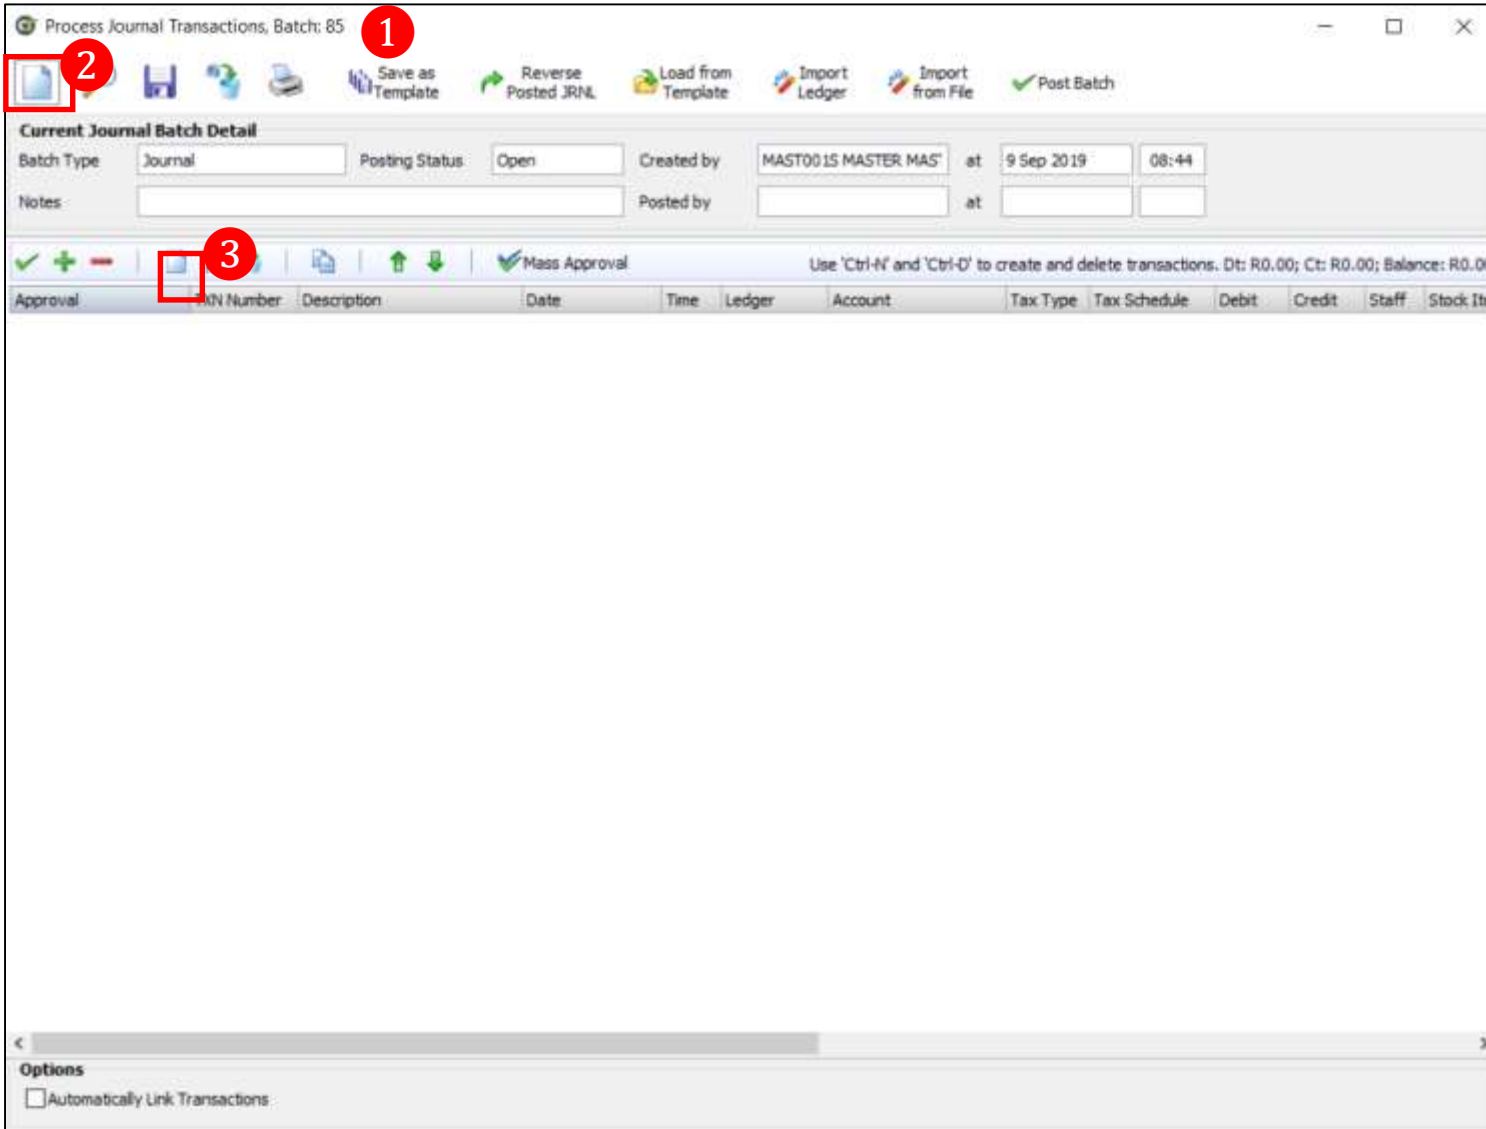 Process Journal Transactions, Batch: 85
1
2
Save as Template
Reverse Posted JRNL
Load from Template
Import Ledger
Import from File
Post Batch
Current Journal Batch Detail
Batch Type Journal Posting Status Open Created by MAST001S MASTER MAS at 9 Sep 2019 08:44
Notes Posted by at
3
Mass Approval Use 'Ctrl-N' and 'Ctrl-D' to create and delete transactions. Dt: R0.00; Ct: R0.00; Balance: R0.0
Approval TXN Number Description Date Time Ledger Account Tax Type Tax Schedule Debit Credit Staff Stock It
Options
Automatically Link Transactions